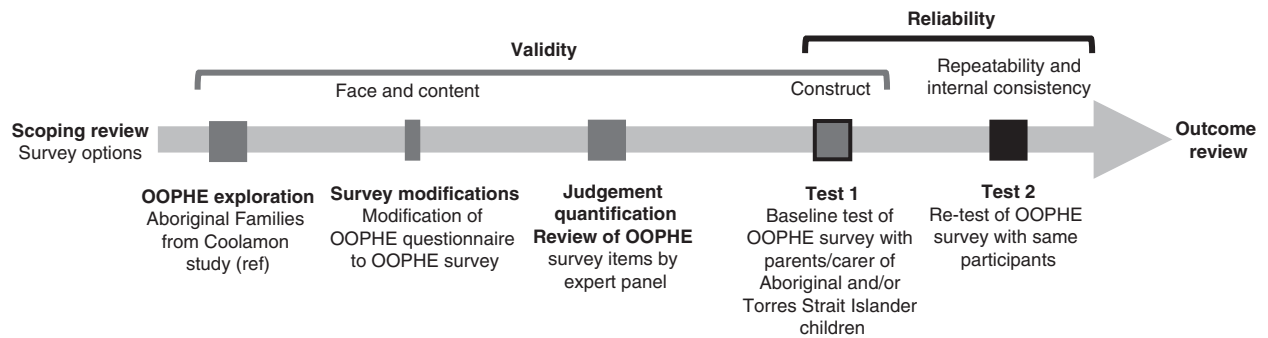 Reliability
Validity
Repeatability and
internal consistency
Face and content
Construct
Scoping review
Survey options
Outcome
review
OOPHE exploration
Aboriginal Families
from Coolamon
study (ref)
Survey modifications
Modification of
OOPHE questionnaire
to OOPHE survey
Judgement
quantification
Review of OOPHE
survey items by
expert panel
Test 1
Baseline test of
OOPHE survey with
parents/carer of
Aboriginal and/or
Torres Strait Islander
children
Test 2
Re-test of OOPHE
survey with same
participants